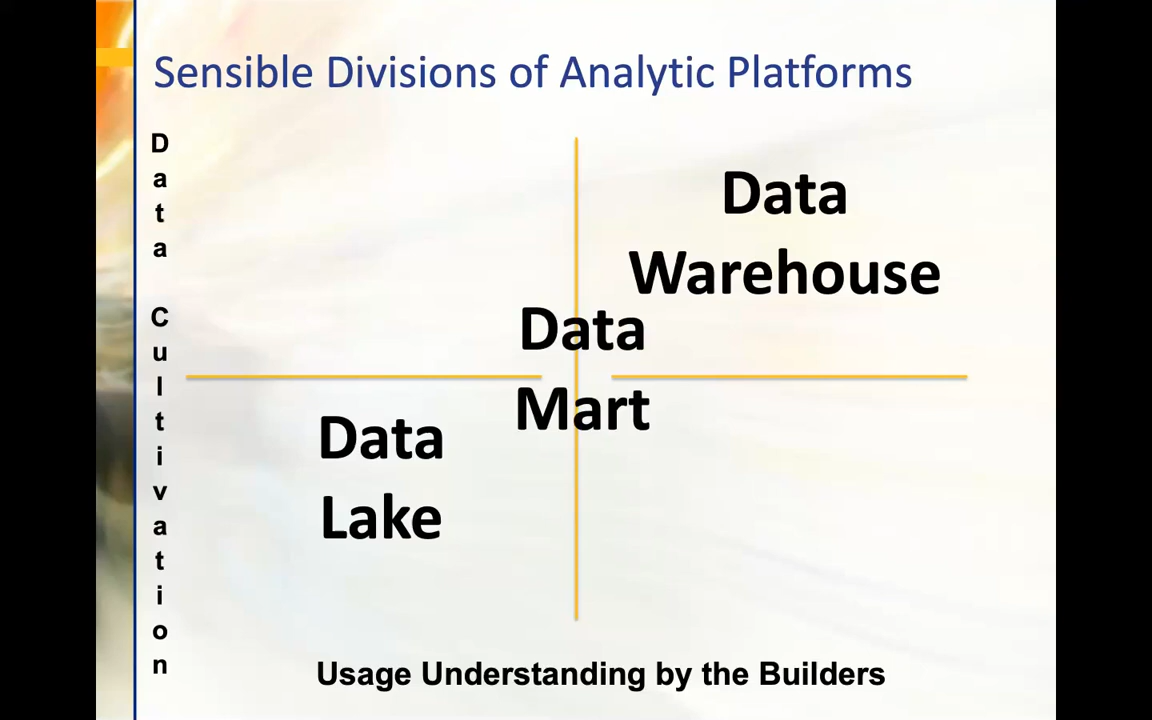 Sensible Divisions of Analytic Platforms
Data Cultivation
Data
Warehouse
Data
Mart
Data
Lake
Usage Understanding by the Builders